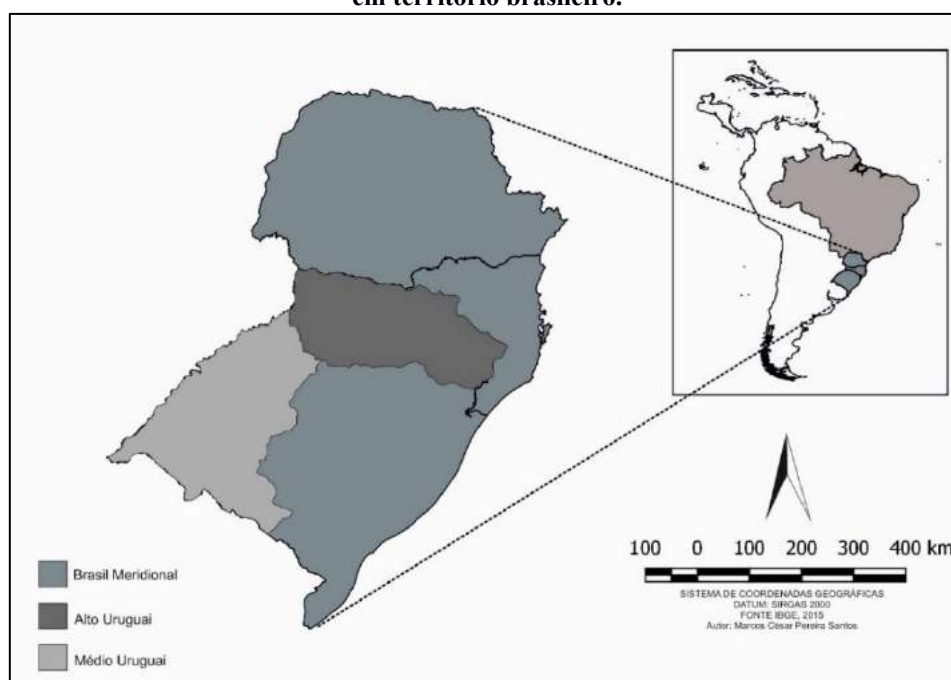 em território brasileiro.
Brasil Meridional
Alto Uruguai
Médio Uruguai
100 0 100 200 300 400 km
SISTEMA DE COORDENADAS GEOGRÁFICAS
DATUM: SIRGAS 2000
FONTE IBGE, 2015
Autor: Marcos César Pereira Santos